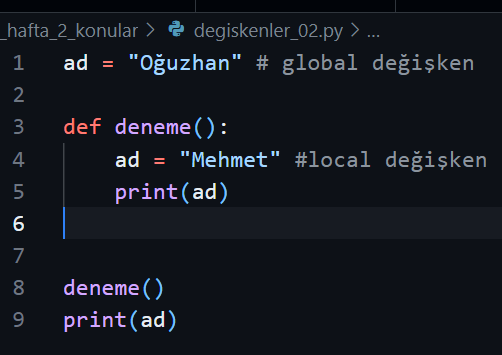 _hafta_2_konular > degiskenler_02.py > ...
1 ad = "Oğuzhan" # global değişken
2
3 def deneme():
4     ad = "Mehmet" #local değişken
5     print(ad)
6
7
8 deneme()
9 print(ad)